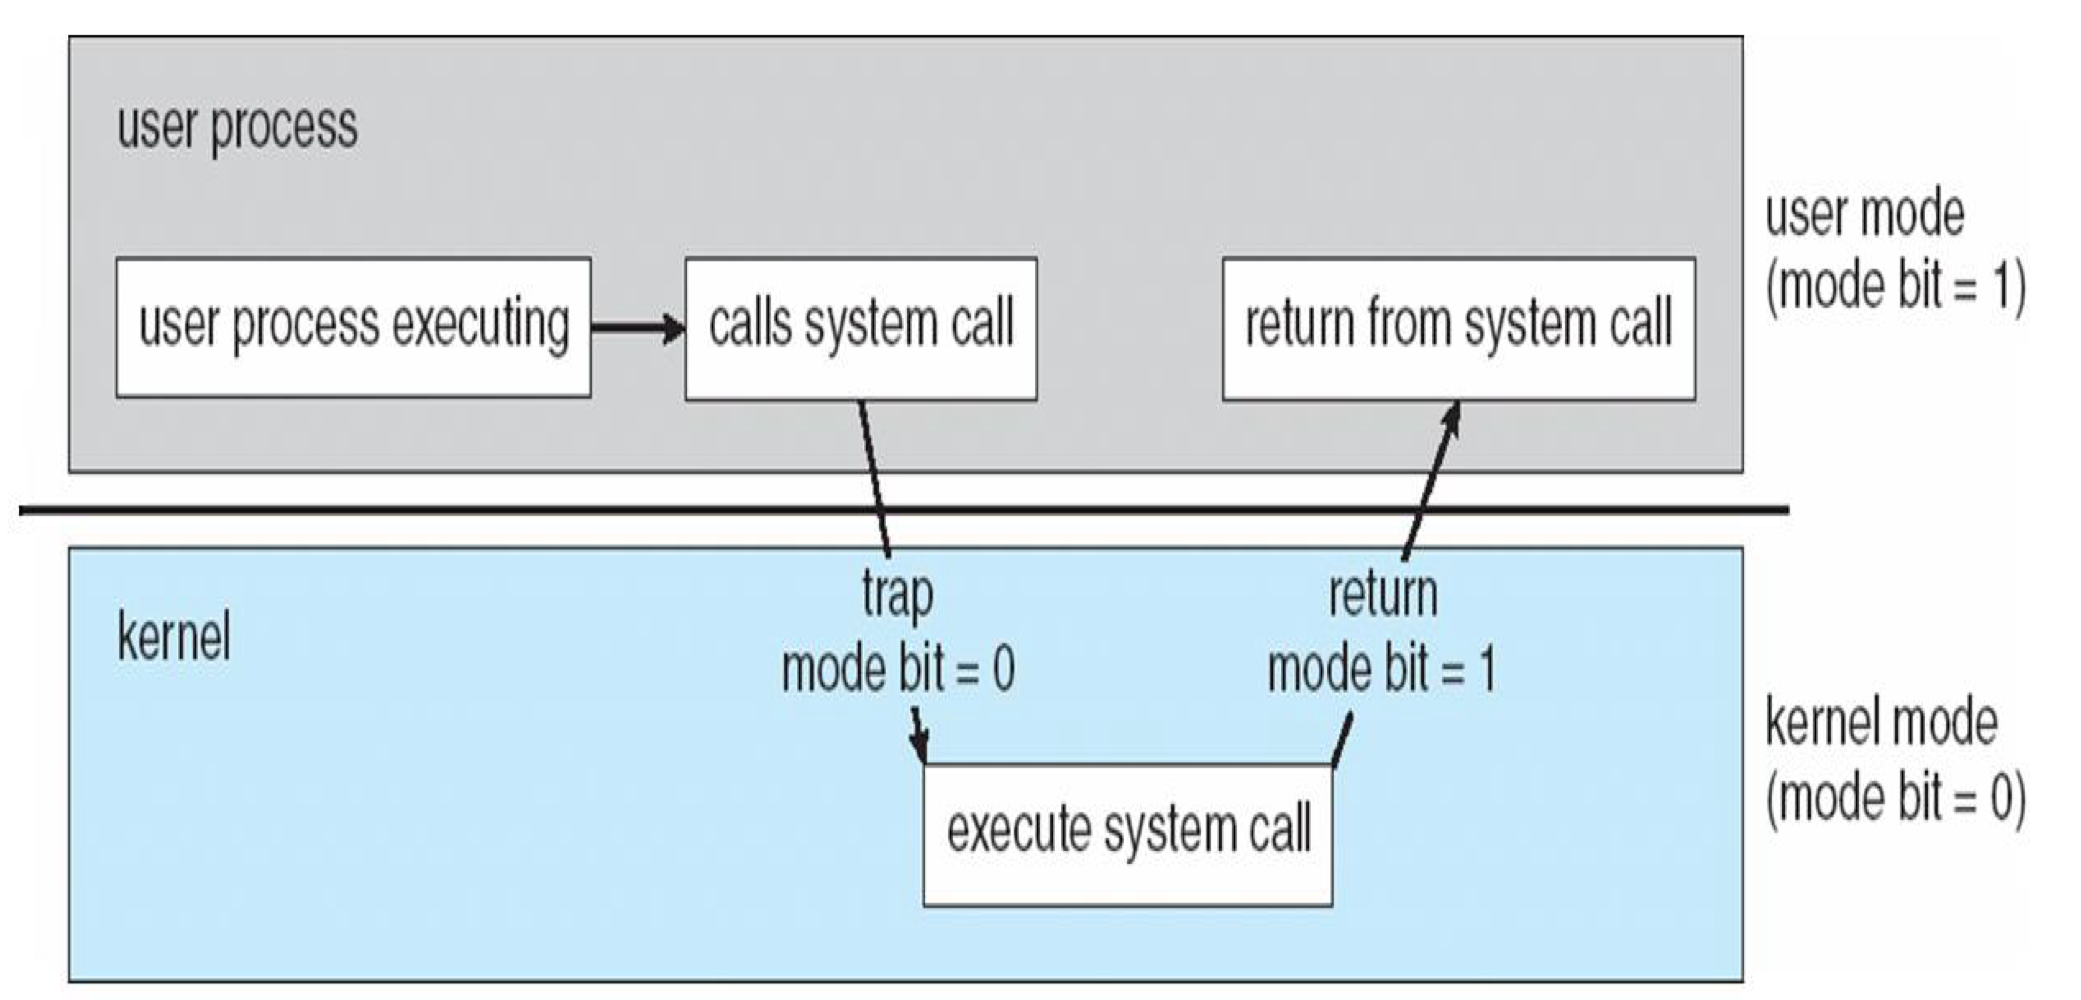 user process
user process executing
calls system call
return from system call
user mode
(mode bit = 1)
trap
mode bit = 0
return
mode bit = 1
kernel
execute system call
kernel mode
(mode bit = 0)